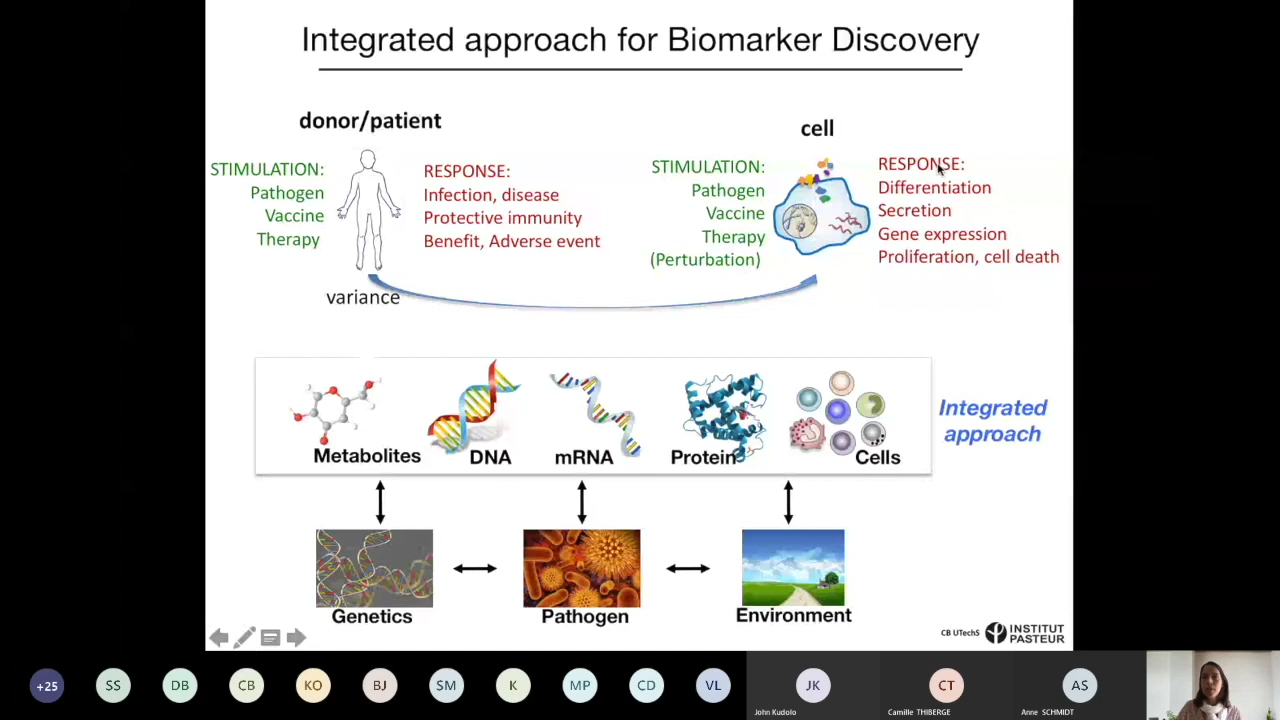 Integrated approach for Biomarker Discovery
donor/patient
STIMULATION:
Pathogen
Vaccine
Therapy
RESPONSE:
Infection, disease
Protective immunity
Benefit, Adverse event
variance
cell
STIMULATION:
Pathogen
Vaccine
Therapy
(Perturbation)
RESPONSE:
Differentiation
Secretion
Gene expression
Proliferation, cell death
Metabolites
DNA
mRNA
Protein
Cells
Integrated
approach
Genetics
Pathogen
Environment
CB UTechS
INSTITUT
PASTEUR
+25
SS
DB
CB
KO
BJ
SM
K
MP
CD
VL
JK
John Kudolo
CT
Camille THIBERGE
AS
Anne SCHMIDT